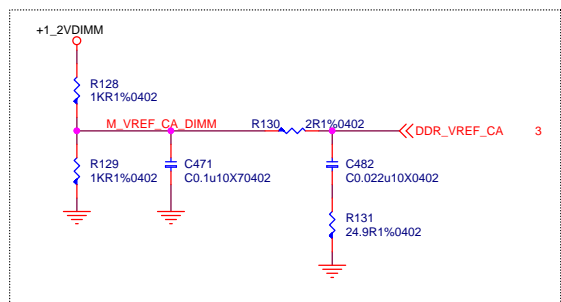 +1_2VDIMM
R128
1KR1%0402
M_VREF_CA_DIMM
R130 2R1%0402
DDR_VREF_CA 3
R129
1KR1%0402
C471
C0.1u10X70402
C482
C0.022u10X0402
R131
24.9R1%0402